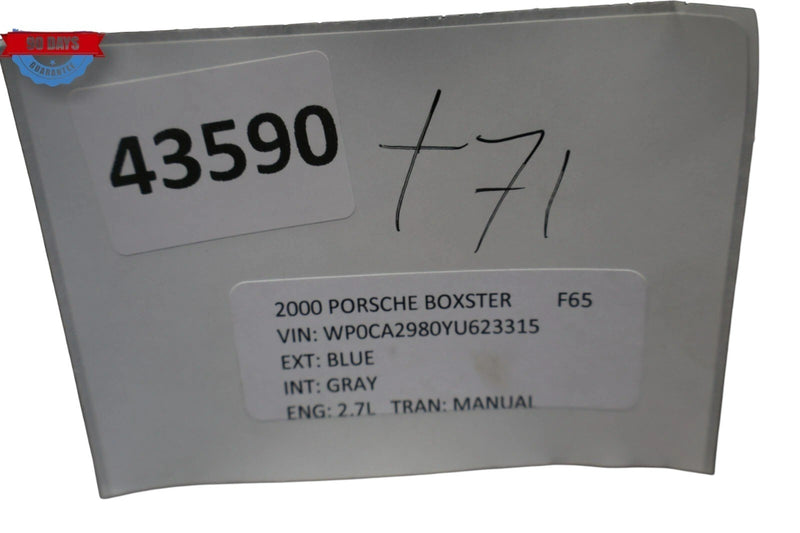 90 DAYS
GUARANTEE
43590
+71
2000 PORSCHE BOXSTER F65
VIN: WP0CA2980YU623315
EXT: BLUE
INT: GRAY
ENG: 2.7L TRAN: MANUAL